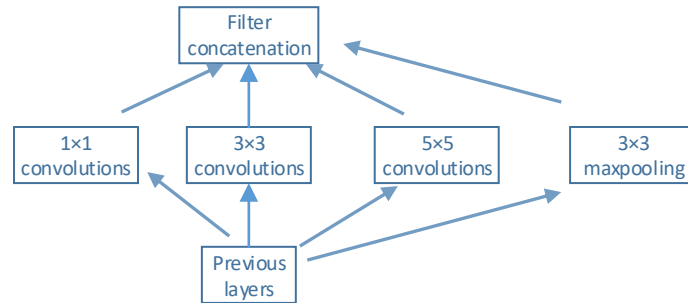 Filter
concatenation
1×1
convolutions
3×3
convolutions
5×5
convolutions
3×3
maxpooling
Previous
layers